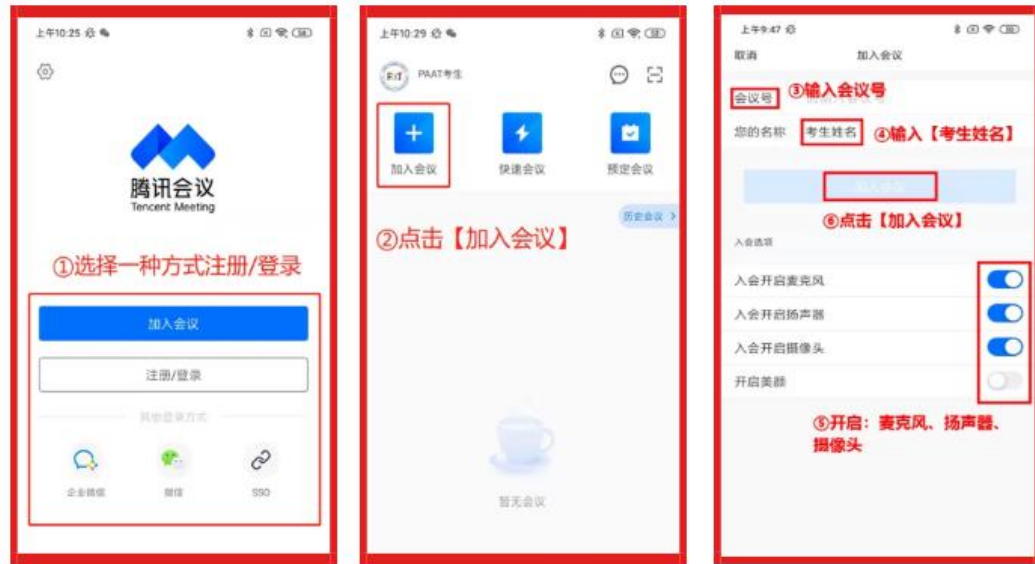 上午10:25
腾讯会议
Tencent Meeting
①选择一种方式注册/登录
加入会议
注册/登录
其他登录方式
企业微信
微信
SSO
上午10:29
PAAT考生
加入会议
快速会议
预定会议
历史会议 >
②点击【加入会议】
暂无会议
上午9:47
取消
加入会议
会议号
③输入会议号
您的名称
考生姓名
④输入【考生姓名】
加入会议
⑥点击【加入会议】
入会选项
入会开启麦克风
入会开启扬声器
入会开启摄像头
开启美颜
⑤开启：麦克风、扬声器、
摄像头